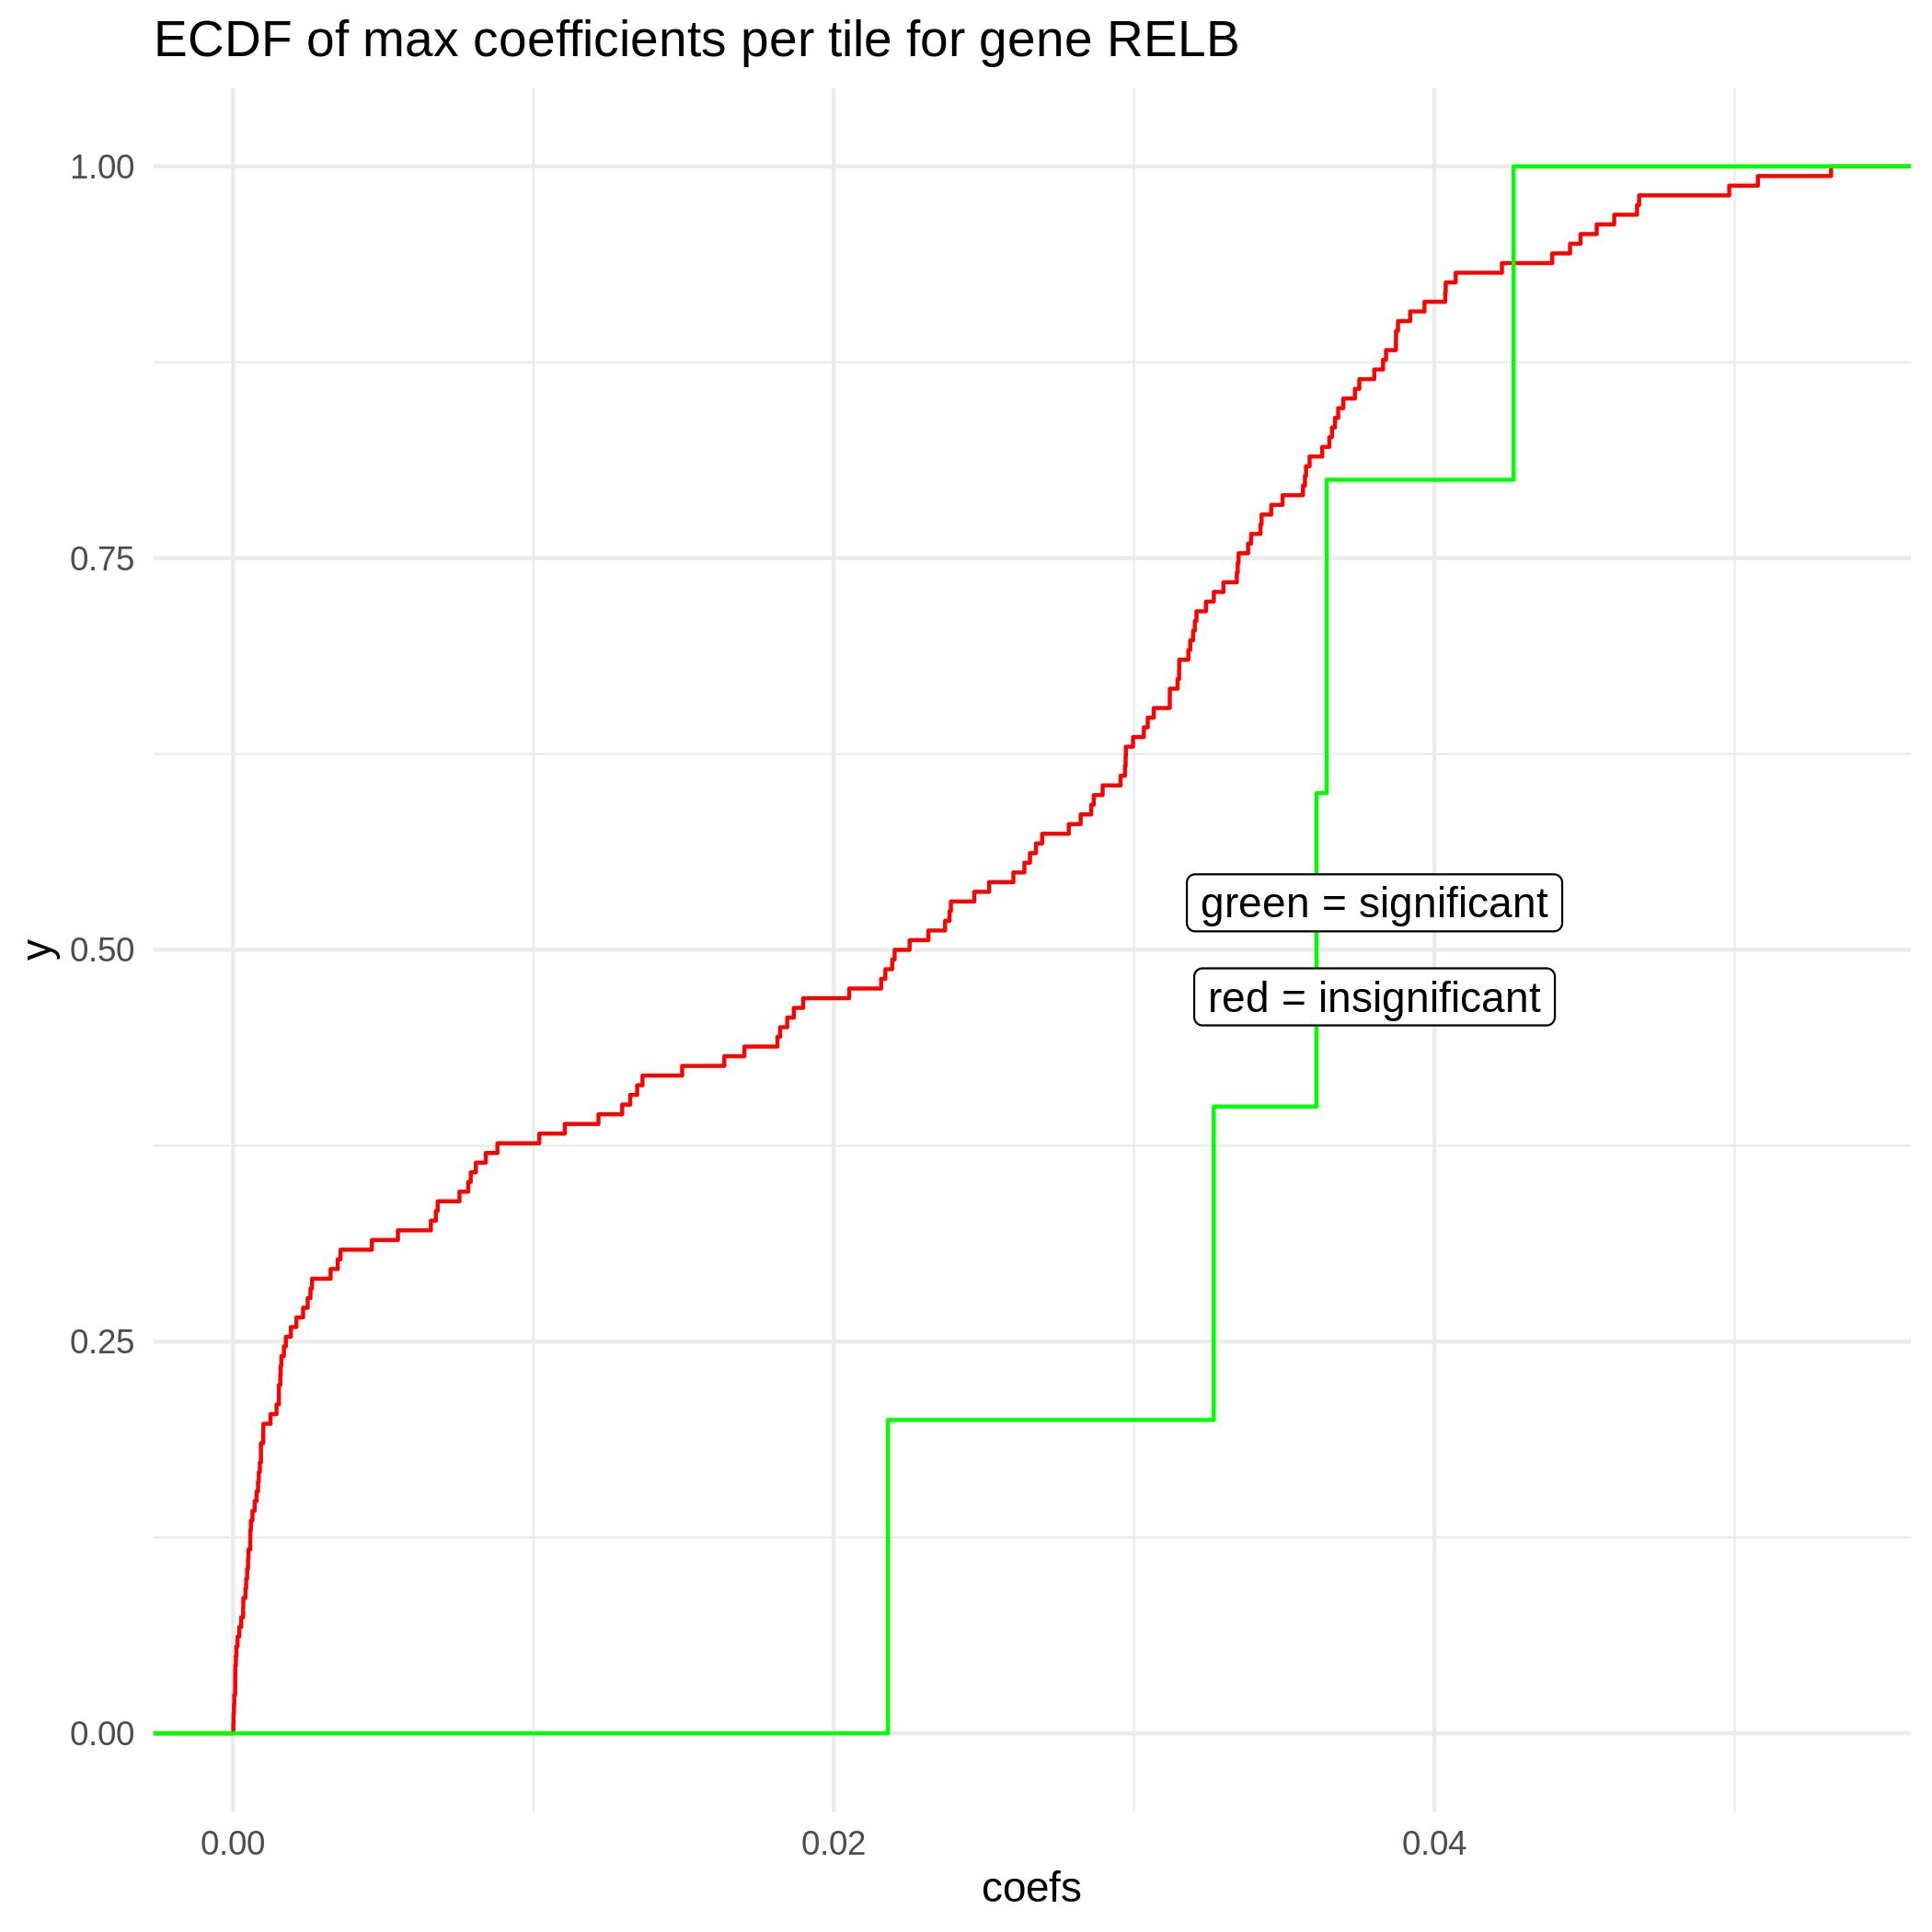 ECDF of max coefficients per tile for gene RELB
1.00
0.75
0.50
0.25
0.00
y
green = significant
red = insignificant
0.00 0.02 0.04
coefs